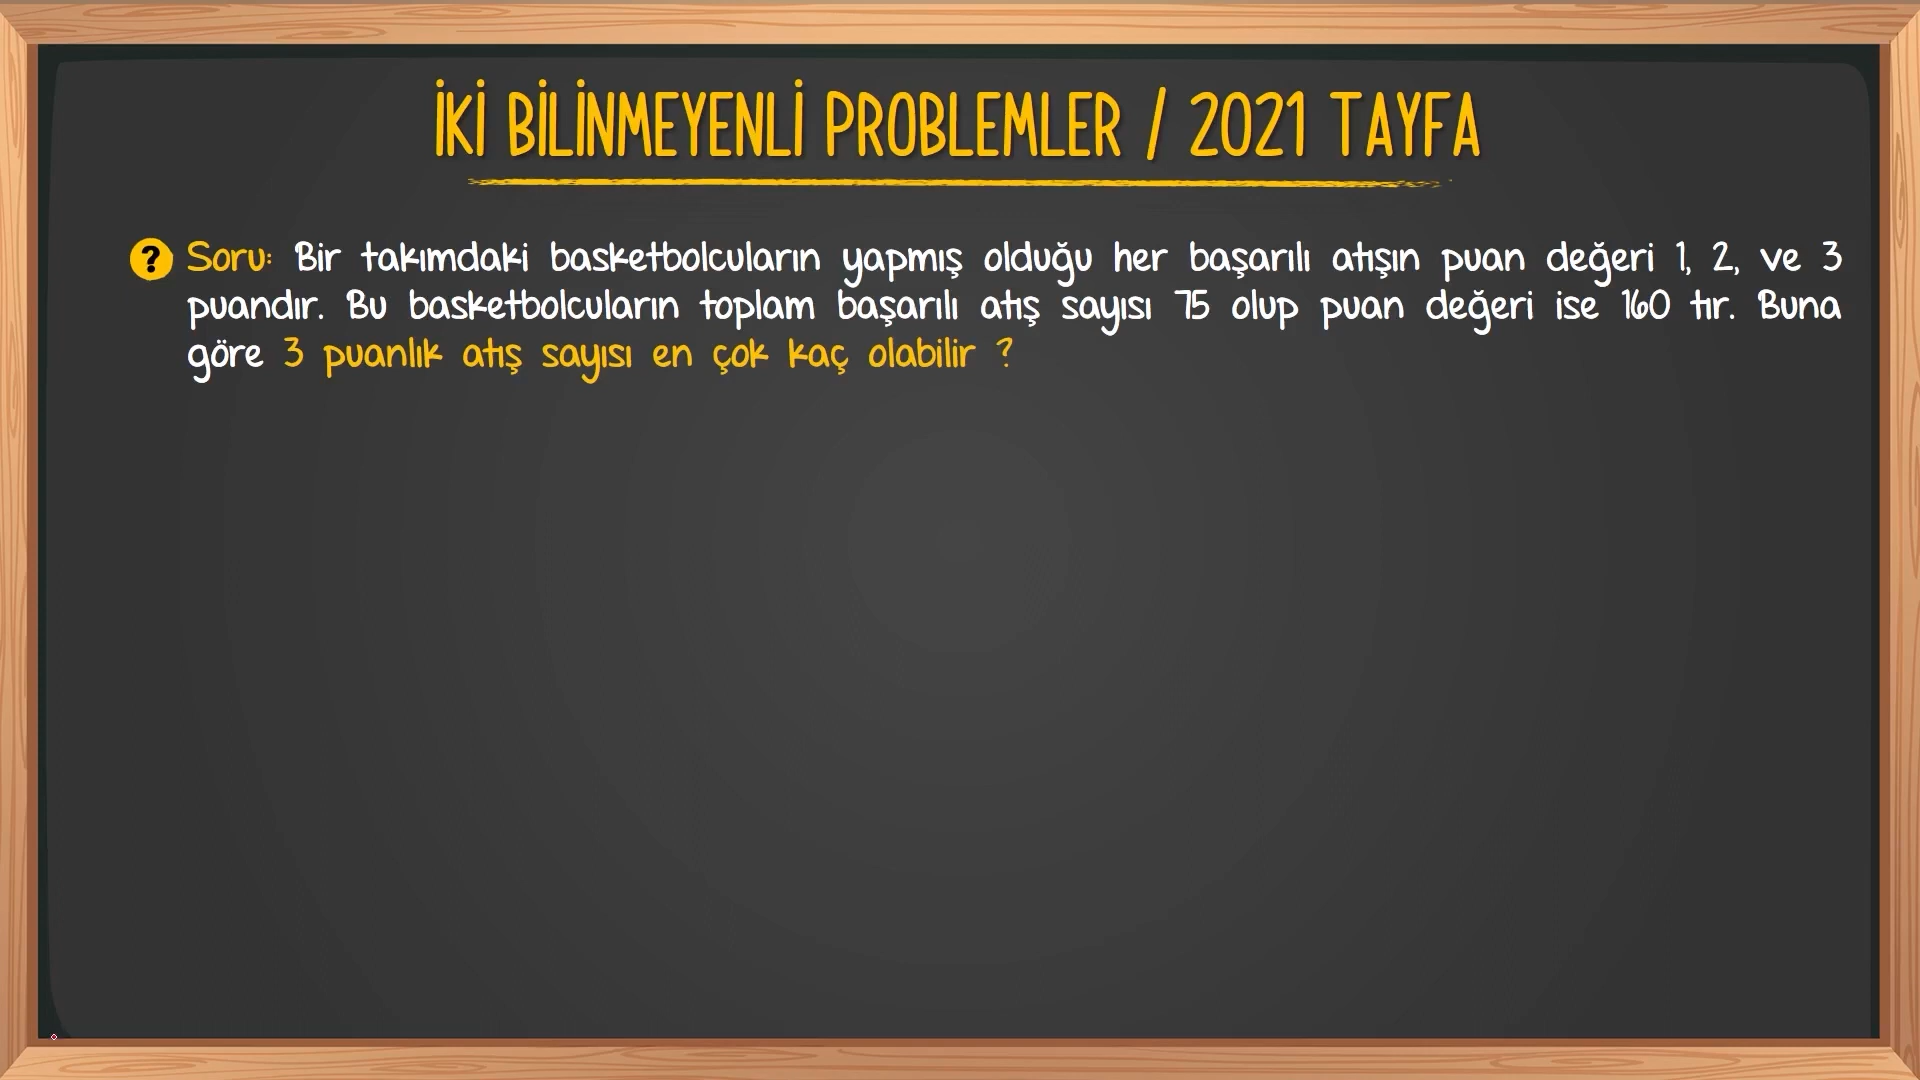 İKİ BİLİNMEYENLİ PROBLEMLER / 2021 TAYFA
? Soru: Bir takımdaki basketbolcuların yapmış olduğu her başarılı atışın puan değeri 1, 2, ve 3
puandır. Bu basketbolcuların toplam başarılı atış sayısı 75 olup puan değeri ise 160 tır. Buna
göre 3 puanlık atış sayısı en çok kaç olabilir ?